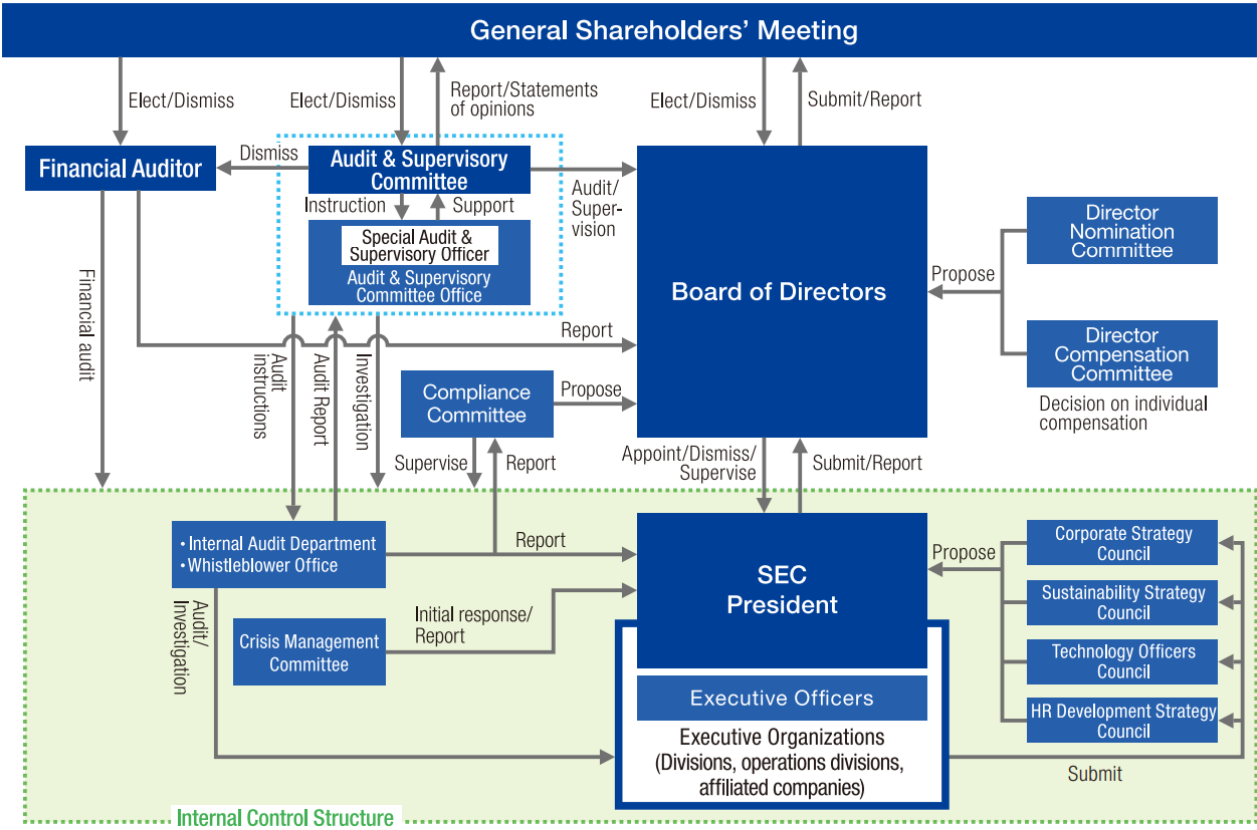 General Shareholders' Meeting
Elect/Dismiss
Elect/Dismiss
Report/Statements
of opinions
Elect/Dismiss
Submit/Report
Financial Auditor
Dismiss
Audit & Supervisory
Committee
Instruction
Support
Special Audit &
Supervisory Officer
Audit & Supervisory
Committee Office
Audit/
Super-
vision
Board of Directors
Director
Nomination
Committee
Propose
Director
Compensation
Committee
Decision on individual
compensation
Financial audit
Report
Audit
instructions
Audit Report
Investigation
Compliance
Committee
Propose
Supervise
Report
Appoint/Dismiss/
Supervise
Submit/Report
• Internal Audit Department
• Whistleblower Office
Report
SEC
President
Propose
Corporate Strategy
Council
Sustainability Strategy
Council
Technology Officers
Council
HR Development Strategy
Council
Audit/
Investigation
Crisis Management
Committee
Initial response/
Report
Executive Officers
Executive Organizations
(Divisions, operations divisions,
affiliated companies)
Submit
Internal Control Structure